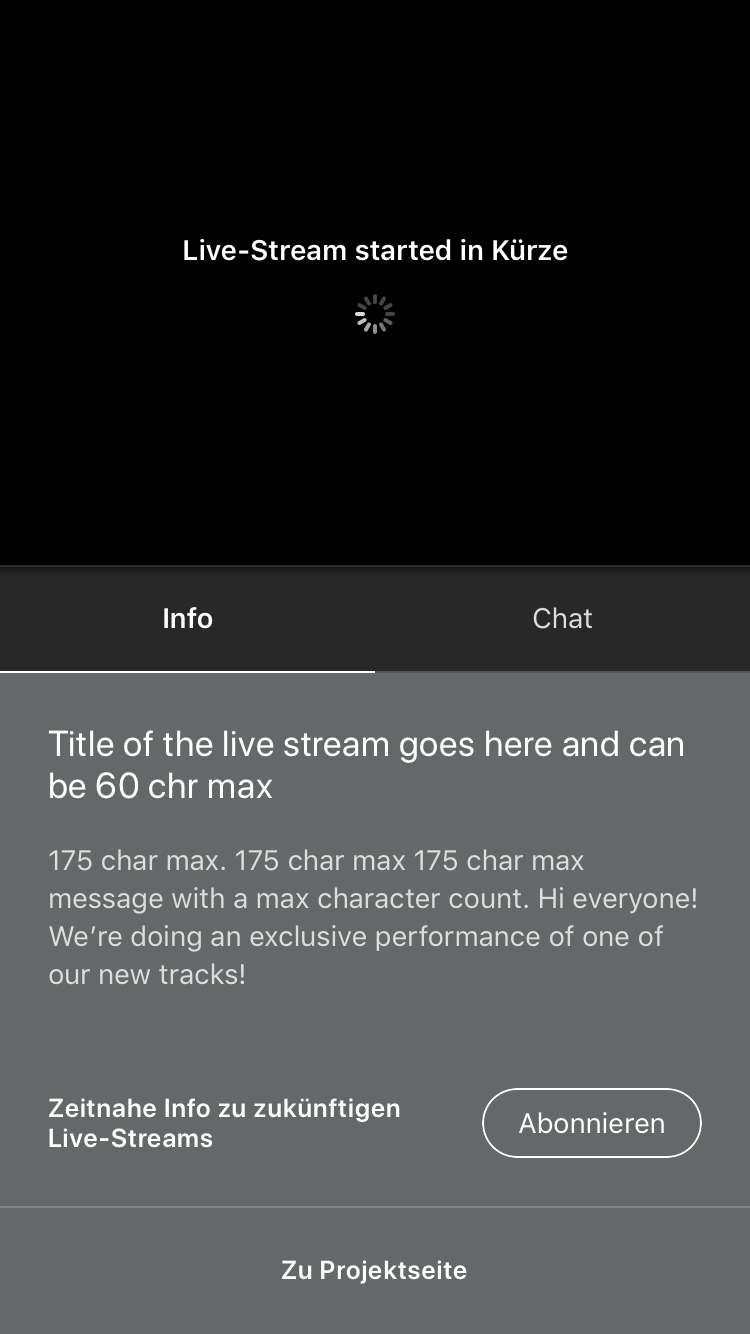 Live-Stream started in Kürze
Info
Chat
Title of the live stream goes here and can
be 60 chr max
175 char max. 175 char max 175 char max
message with a max character count. Hi everyone!
We’re doing an exclusive performance of one of
our new tracks!
Zeitnahe Info zu zukünftigen
Live-Streams
Abonnieren
Zu Projektseite